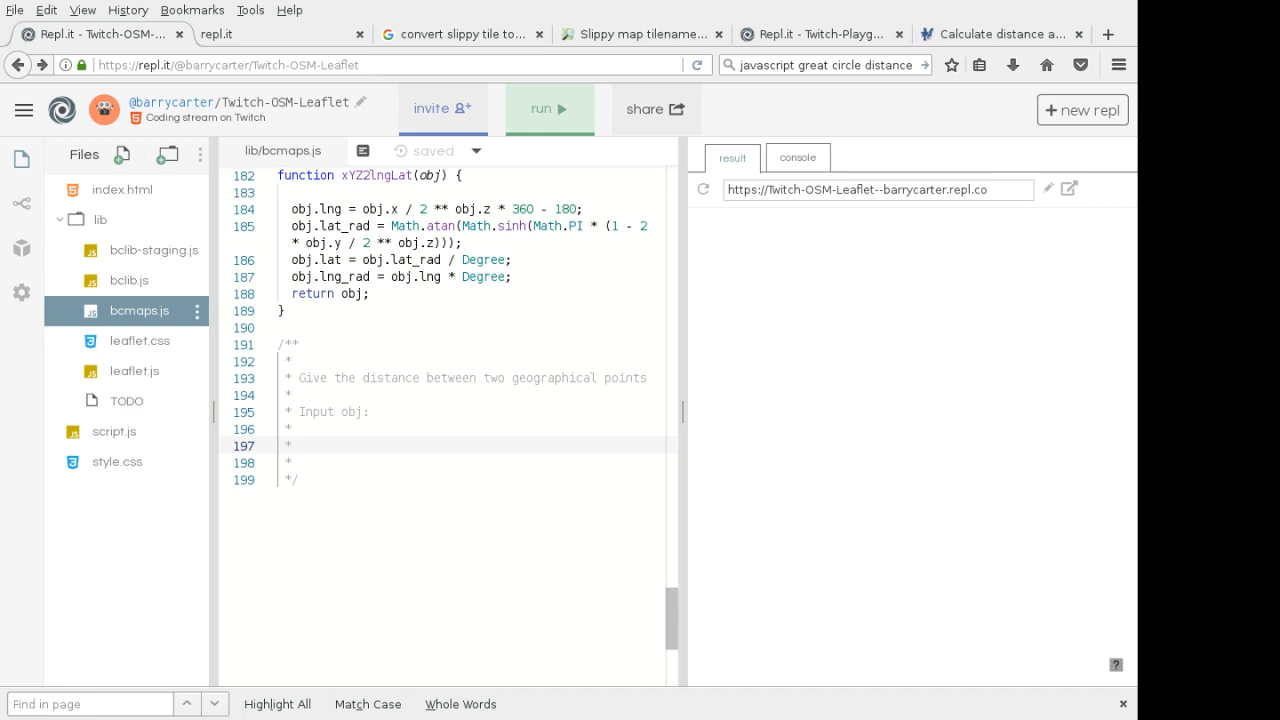 File Edit View History Bookmarks Tools Help
Repl.it - Twitch-OSM-... × repl.it × convert slippy tile to... × Slippy map tilename... × Repl.it - Twitch-Playg... × Calculate distance a... × +
https://repl.it/@barrycarter/Twitch-OSM-Leaflet javascript great circle distance
@barrycarter/Twitch-OSM-Leaflet
Coding stream on Twitch
invite
run
share
+ new repl
Files
index.html
lib
bclib-staging.js
bclib.js
bcmaps.js
leaflet.css
leaflet.js
TODO
script.js
style.css
lib/bcmaps.js saved
182 function xYZ2lngLat(obj) {
183
184 obj.lng = obj.x / 2 ** obj.z * 360 - 180;
185 obj.lat_rad = Math.atan(Math.sinh(Math.PI * (1 - 2
* obj.y / 2 ** obj.z)));
186 obj.lat = obj.lat_rad / Degree;
187 obj.lng_rad = obj.lng * Degree;
188 return obj;
189 }
190
191 /**
192 *
193 * Give the distance between two geographical points
194 *
195 * Input obj:
196 *
197 *
198 *
199 */
result console
https://Twitch-OSM-Leaflet--barrycarter.repl.co
?
Find in page Highlight All Match Case Whole Words ×